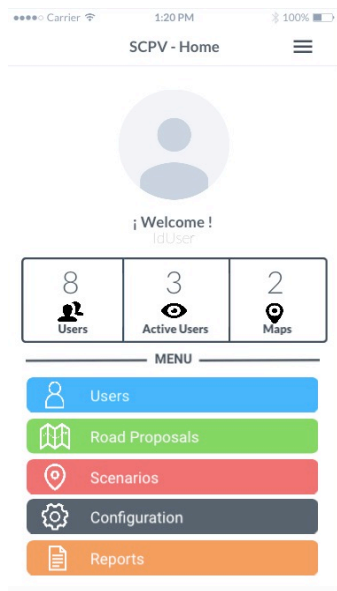 Carrier 1:20 PM 100%
SCPV - Home
¡ Welcome !
IdUser
8 3 2
Users Active Users Maps
MENU
Users
Road Proposals
Scenarios
Configuration
Reports